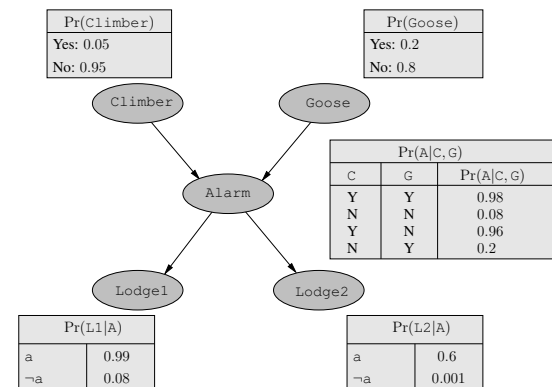 Pr(Climber)
Yes: 0.05
No: 0.95
Pr(Goose)
Yes: 0.2
No: 0.8
Climber
Goose
Alarm
Pr(A|C, G)
C G Pr(A|C, G)
Y Y 0.98
N N 0.08
Y N 0.96
N Y 0.2
Lodge1
Lodge2
Pr(L1|A)
a 0.99
¬a 0.08
Pr(L2|A)
a 0.6
¬a 0.001